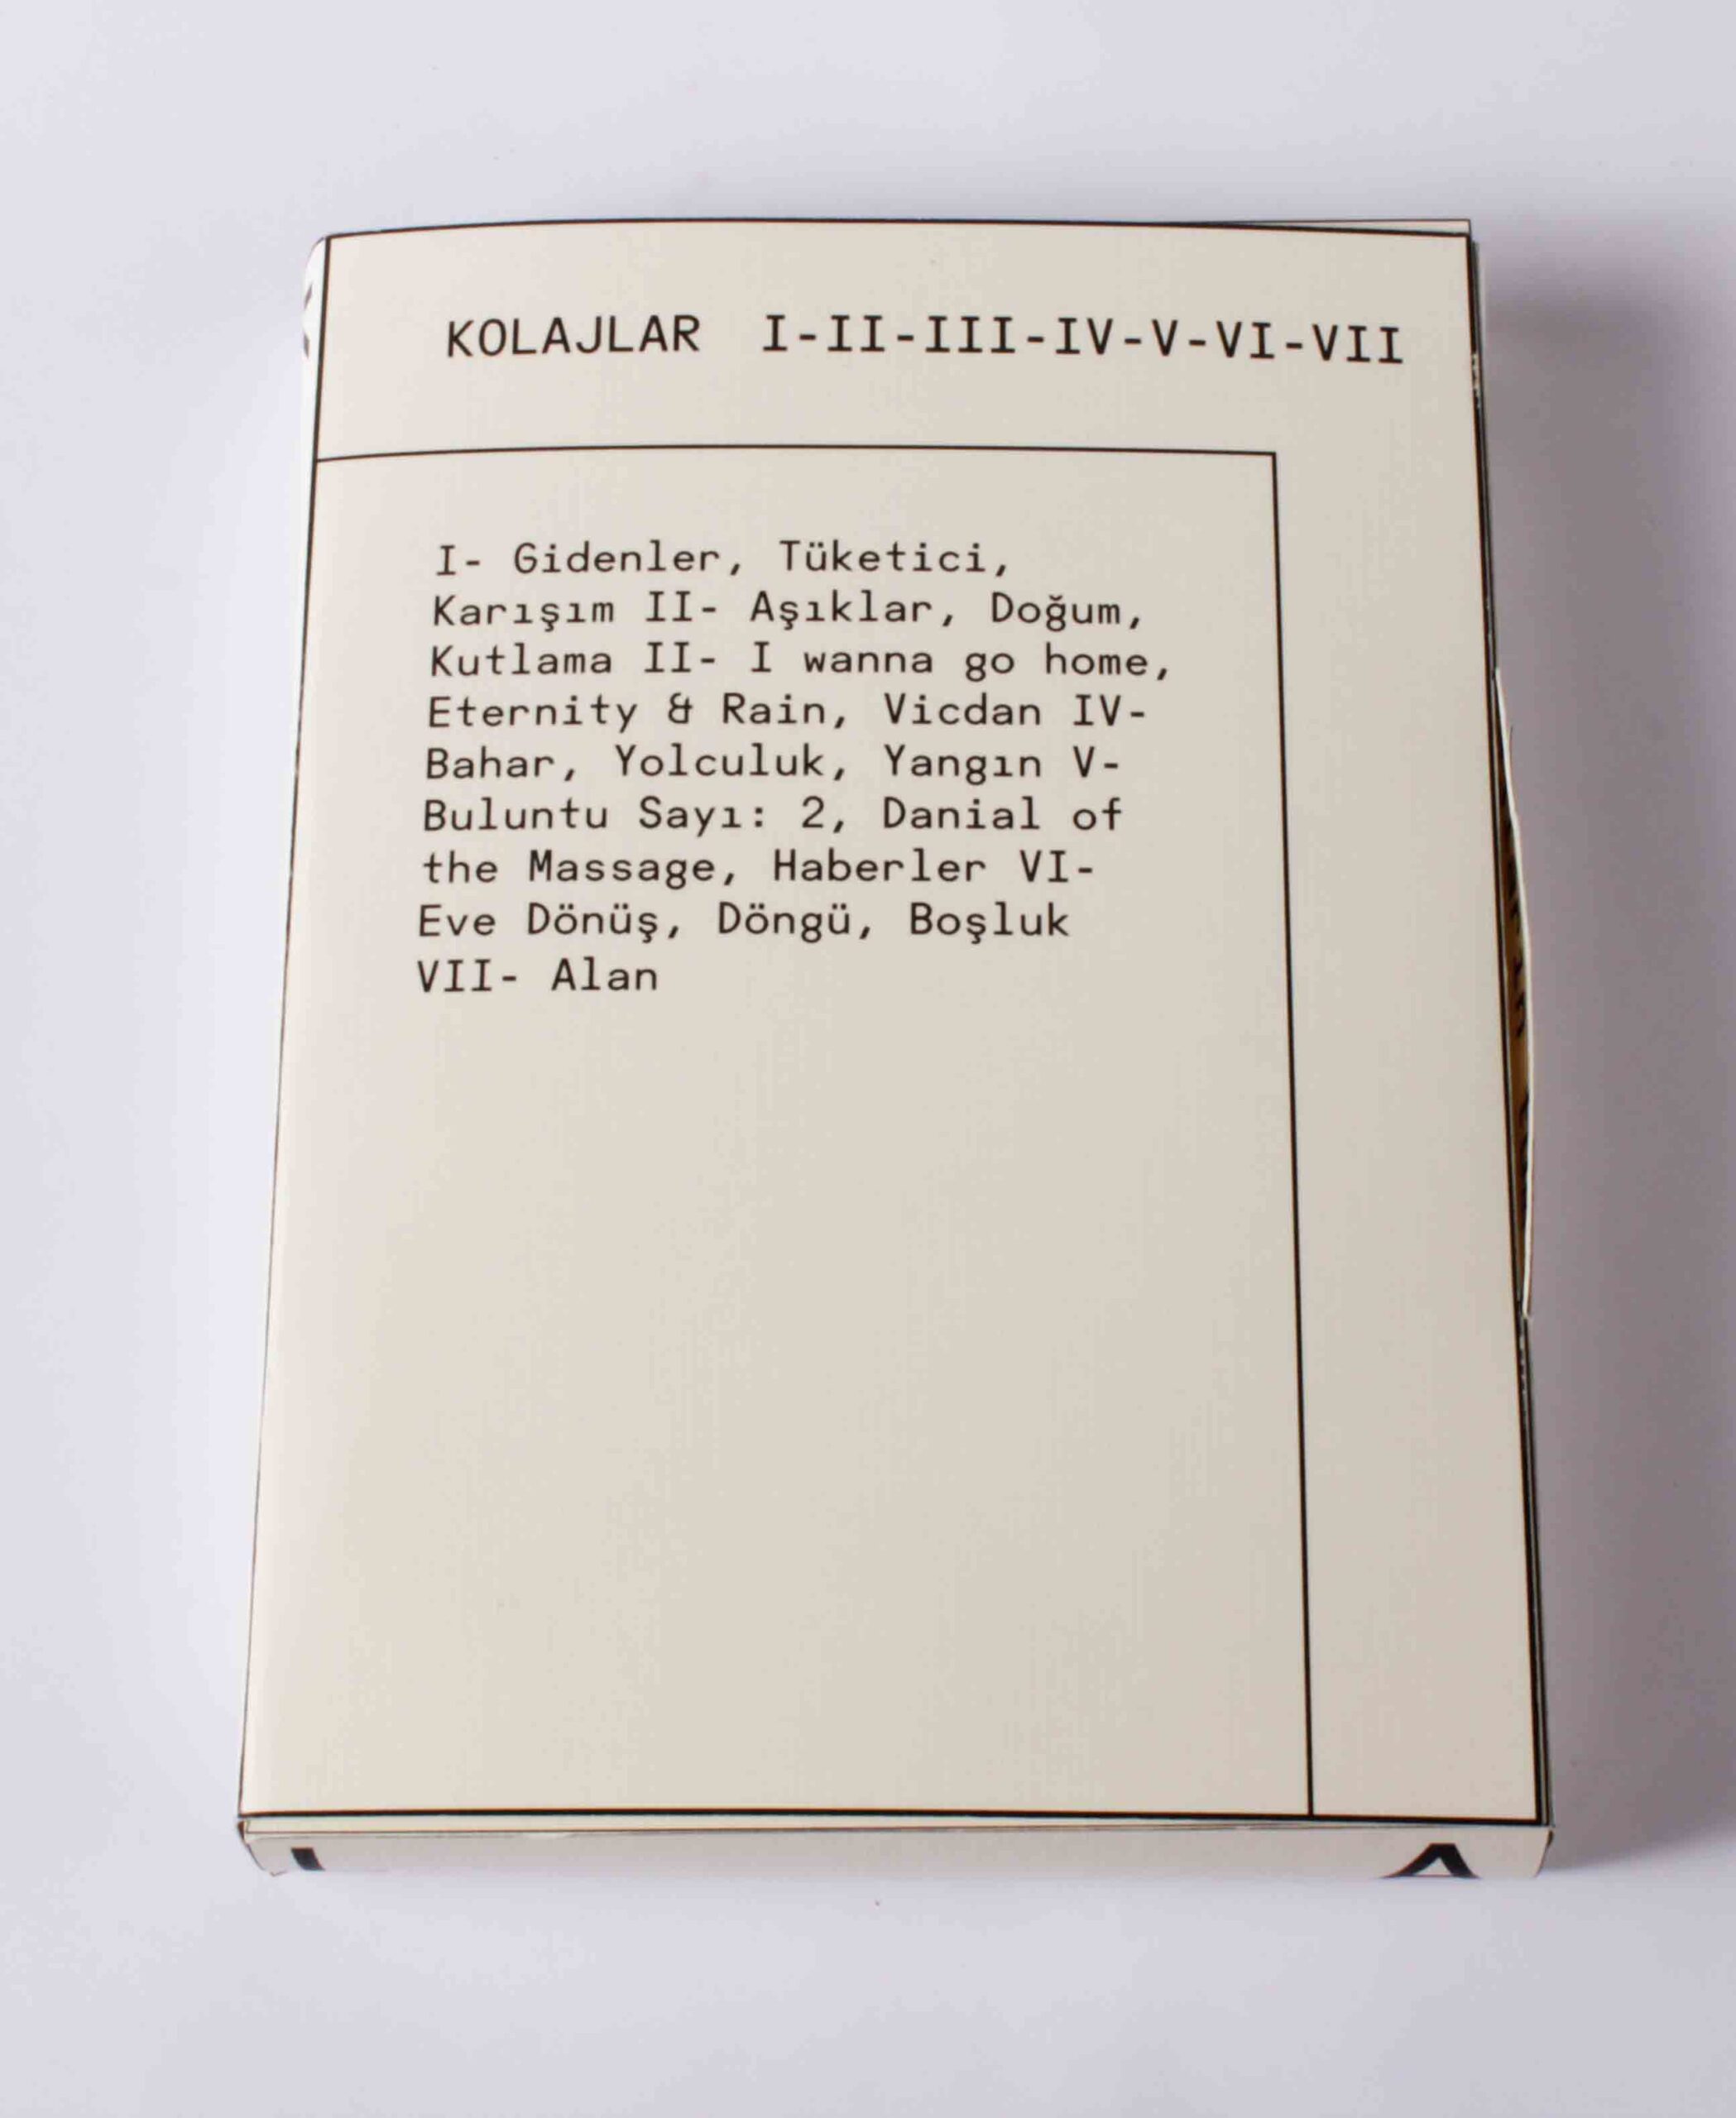 KOLAJLAR I-II-III-IV-V-VI-VII
I- Gidenler, Tüketici,
Karışım II- Aşıklar, Doğum,
Kutlama II- I wanna go home,
Eternity & Rain, Vicdan IV-
Bahar, Yolculuk, Yangın V-
Buluntu Sayı: 2, Danial of
the Massage, Haberler VI-
Eve Dönüş, Döngü, Boşluk
VII- Alan